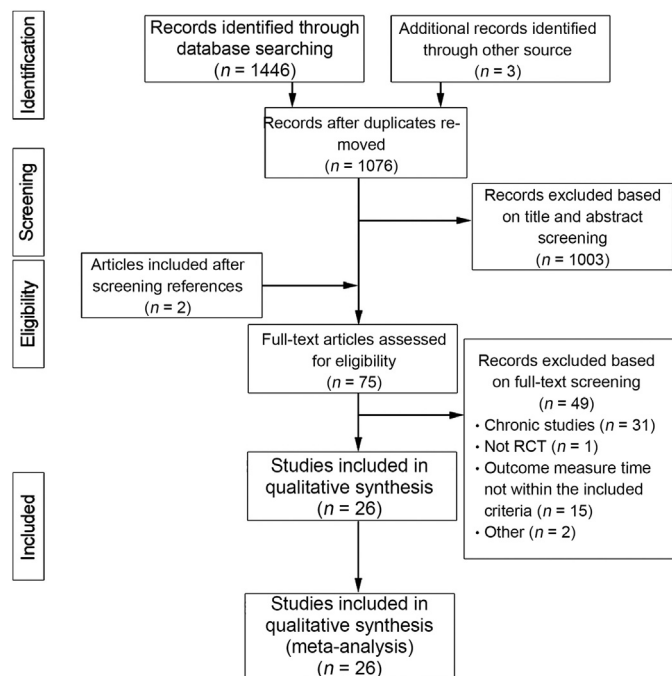 Identification
Records identified through
database searching
(n = 1446)
Additional records identified
through other source
(n = 3)
Records after duplicates re-
moved
(n = 1076)
Screening
Records excluded based
on title and abstract
screening
(n = 1003)
Eligibility
Articles included after
screening references
(n = 2)
Full-text articles assessed
for eligibility
(n = 75)
Records excluded based
on full-text screening
(n = 49)
• Chronic studies (n = 31)
• Not RCT (n = 1)
• Outcome measure time
not within the included
criteria (n = 15)
• Other (n = 2)
Included
Studies included in
qualitative synthesis
(n = 26)
Studies included in
qualitative synthesis
(meta-analysis)
(n = 26)